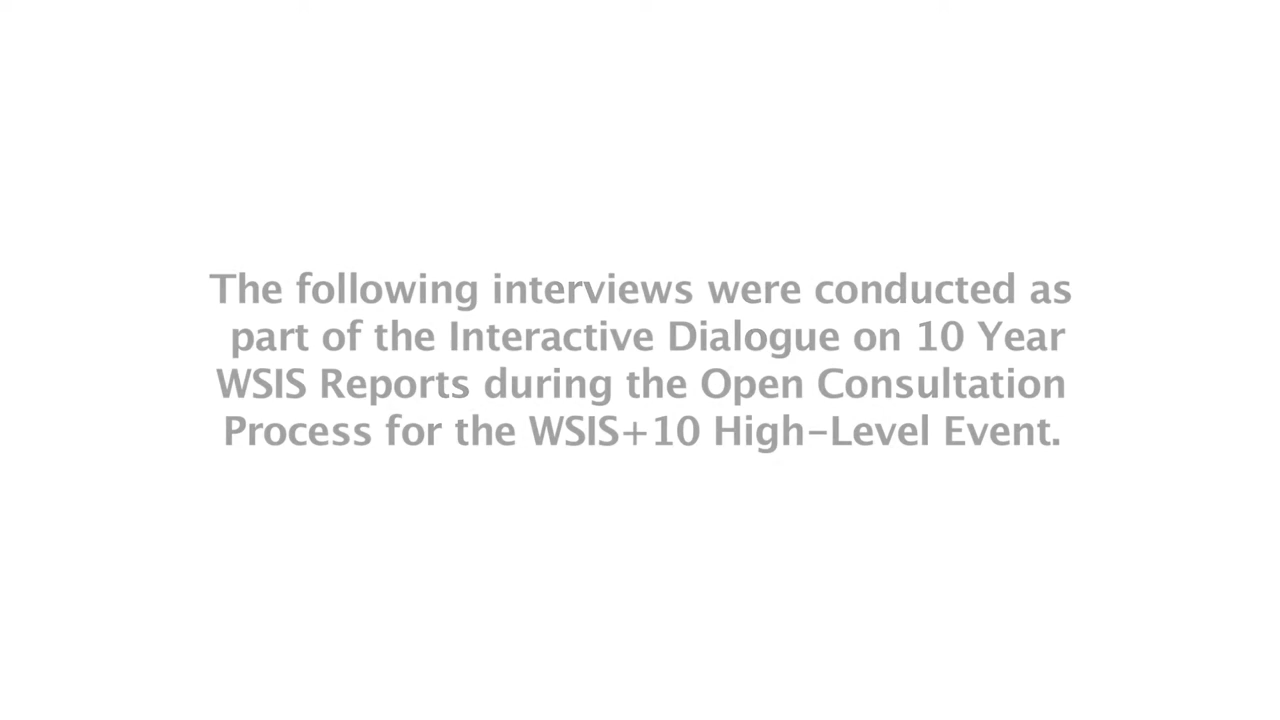 The following interviews were conducted as
part of the Interactive Dialogue on 10 Year
WSIS Reports during the Open Consultation
Process for the WSIS+10 High-Level Event.